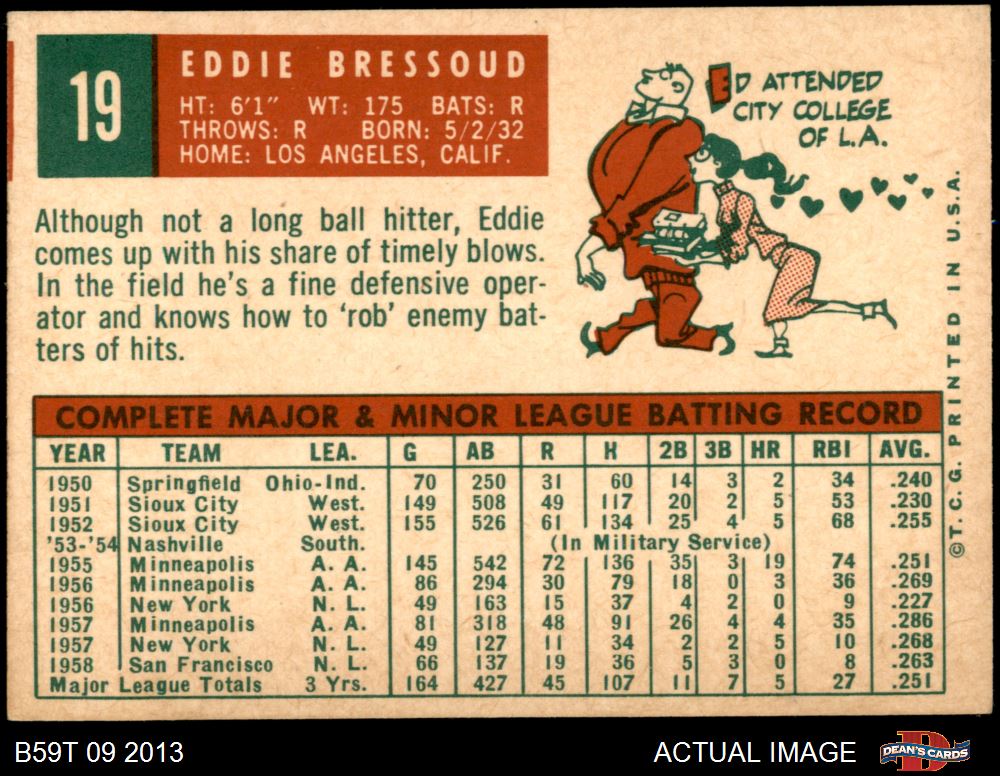 19
EDDIE BRESSOUD
HT: 6'1" WT: 175 BATS: R
THROWS: R BORN: 5/2/32
HOME: LOS ANGELES, CALIF.
ED ATTENDED
CITY COLLEGE
OF L.A.
Although not a long ball hitter, Eddie
comes up with his share of timely blows.
In the field he's a fine defensive oper-
ator and knows how to 'rob' enemy bat-
ters of hits.
COMPLETE MAJOR & MINOR LEAGUE BATTING RECORD
YEAR TEAM LEA. G AB R H 2B 3B HR RBI AVG.
1950 Springfield Ohio-Ind. 70 250 31 60 14 3 2 34 .240
1951 Sioux City West. 149 508 49 117 20 2 5 53 .230
1952 Sioux City West. 155 526 61 134 25 4 5 68 .255
'53-'54 Nashville South. (In Military Service)
1955 Minneapolis A. A. 145 542 72 136 35 3 19 74 .251
1956 Minneapolis A. A. 86 294 30 79 18 0 3 36 .269
1956 New York N. L. 49 163 15 37 4 2 0 9 .227
1957 Minneapolis A. A. 81 318 48 91 26 4 4 35 .286
1957 New York N. L. 49 127 11 34 2 2 5 10 .268
1958 San Francisco N. L. 66 137 19 36 5 3 0 8 .263
Major League Totals 3 Yrs. 164 427 45 107 11 7 5 27 .251
©T. C. G. PRINTED IN U.S.A.
B59T 09 2013
ACTUAL IMAGE
D
DEAN'S CARDS